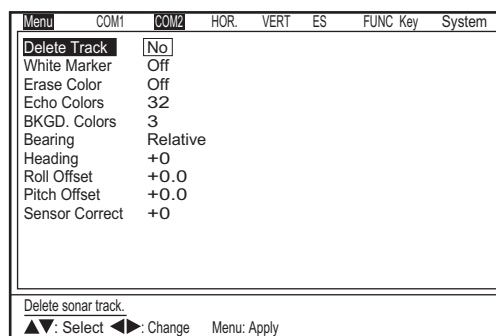 Menu COM1 COM2 HOR. VERT ES FUNC Key System
Delete Track No
White Marker Off
Erase Color Off
Echo Colors 32
BKGD. Colors 3
Bearing Relative
Heading +0
Roll Offset +0.0
Pitch Offset +0.0
Sensor Correct +0
Delete sonar track.
▲▼: Select ◀▶: Change Menu: Apply